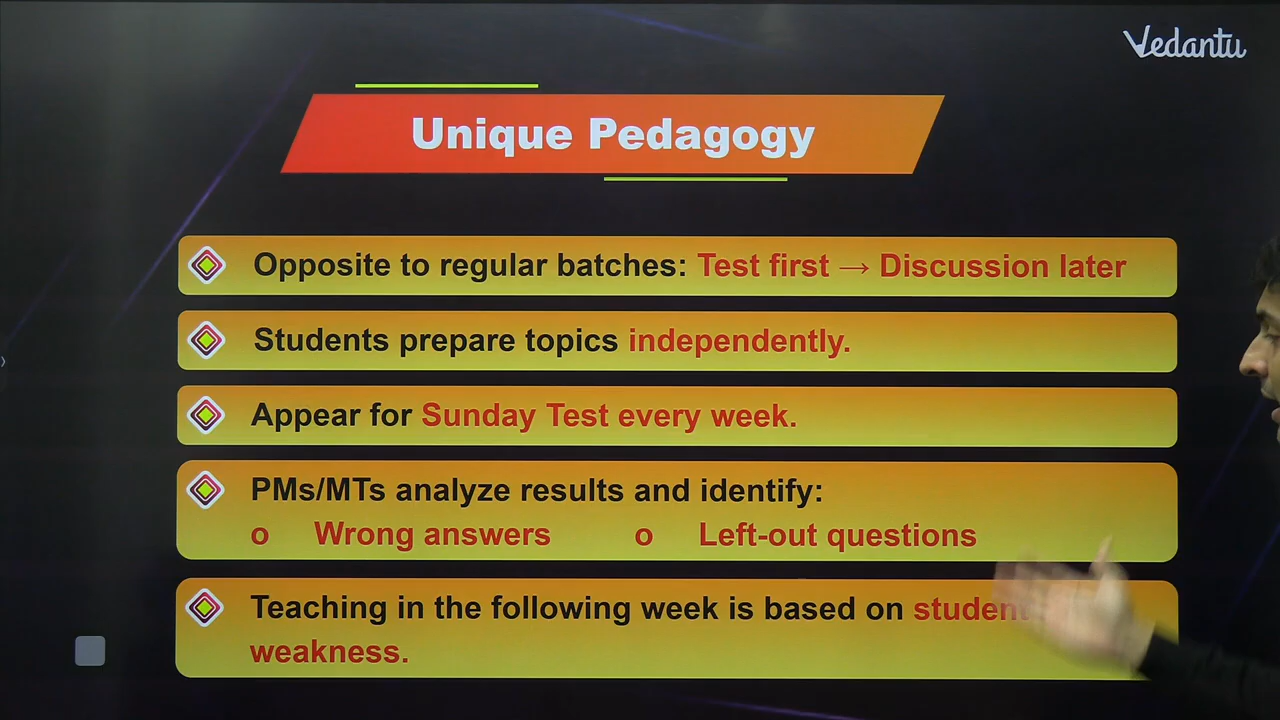 Vedantu
Unique Pedagogy
Opposite to regular batches: Test first → Discussion later
Students prepare topics independently.
Appear for Sunday Test every week.
PMs/MTs analyze results and identify:
o Wrong answers o Left-out questions
Teaching in the following week is based on student
weakness.